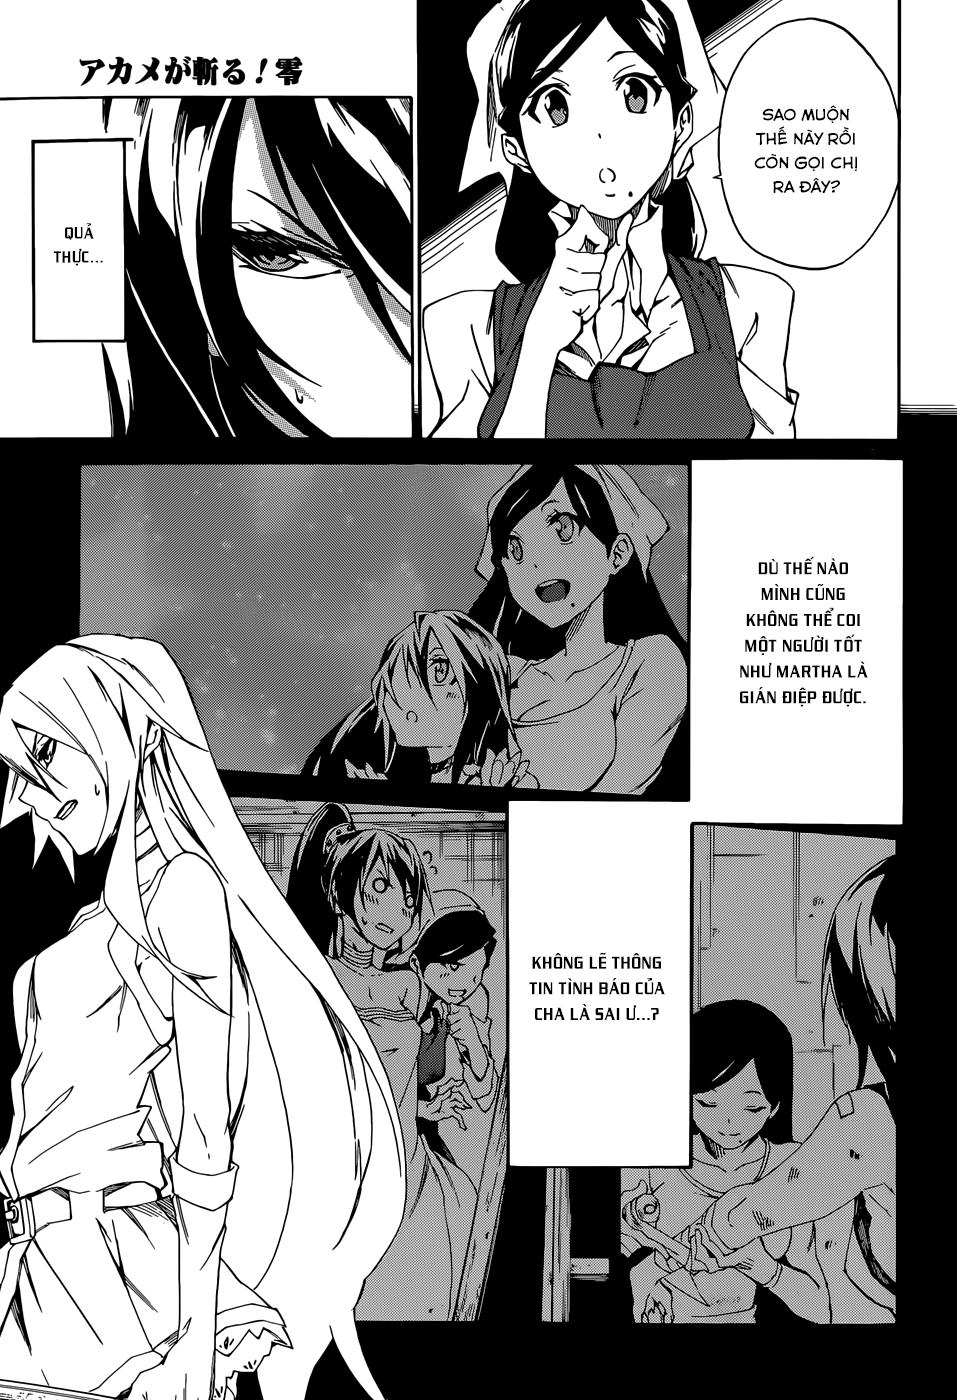 アカメが斬る!零
SAO MUỘN
THẾ NÀY RỒI
CÒN GỌI CHỊ
RA ĐÂY?
QUẢ
THỰC...
DÙ THẾ NÀO
MÌNH CŨNG
KHÔNG THỂ COI
MỘT NGƯỜI TỐT
NHƯ MARTHA LÀ
GIÁN ĐIỆP ĐƯỢC.
KHÔNG LẼ THÔNG
TIN TÌNH BÁO CỦA
CHA LÀ SAI Ư...?